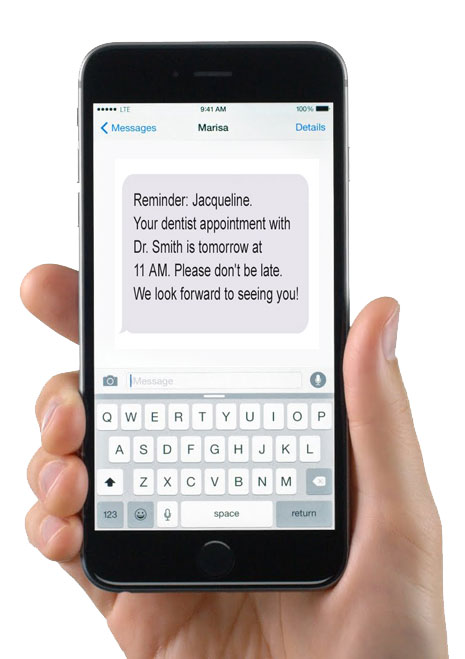 LTE 9:41 AM 100%
Messages Marisa Details
Reminder: Jacqueline.
Your dentist appointment with
Dr. Smith is tomorrow at
11 AM. Please don't be late.
We look forward to seeing you!
Message
Q W E R T Y U I O P
A S D F G H J K L
Z X C V B N M
123 space return